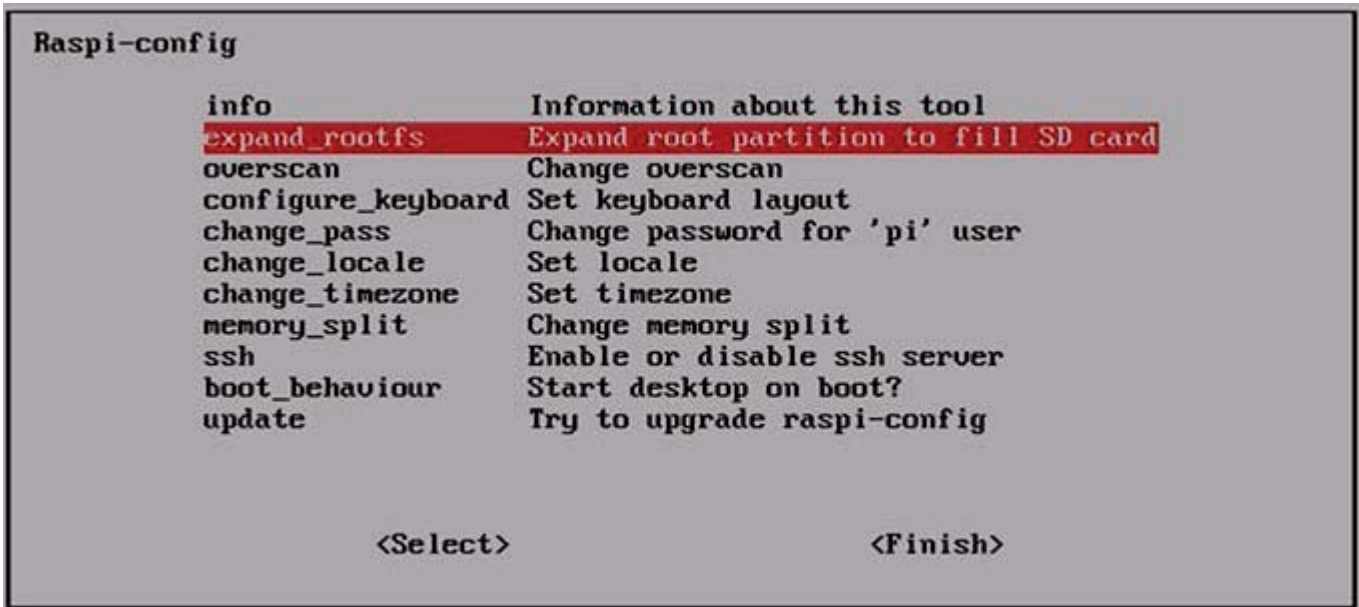 Raspi-config
info Information about this tool
expand_rootfs Expand root partition to fill SD card
overscan Change overscan
configure_keyboard Set keyboard layout
change_pass Change password for 'pi' user
change_locale Set locale
change_timezone Set timezone
memory_split Change memory split
ssh Enable or disable ssh server
boot_behaviour Start desktop on boot?
update Try to upgrade raspi-config
<Select> <Finish>